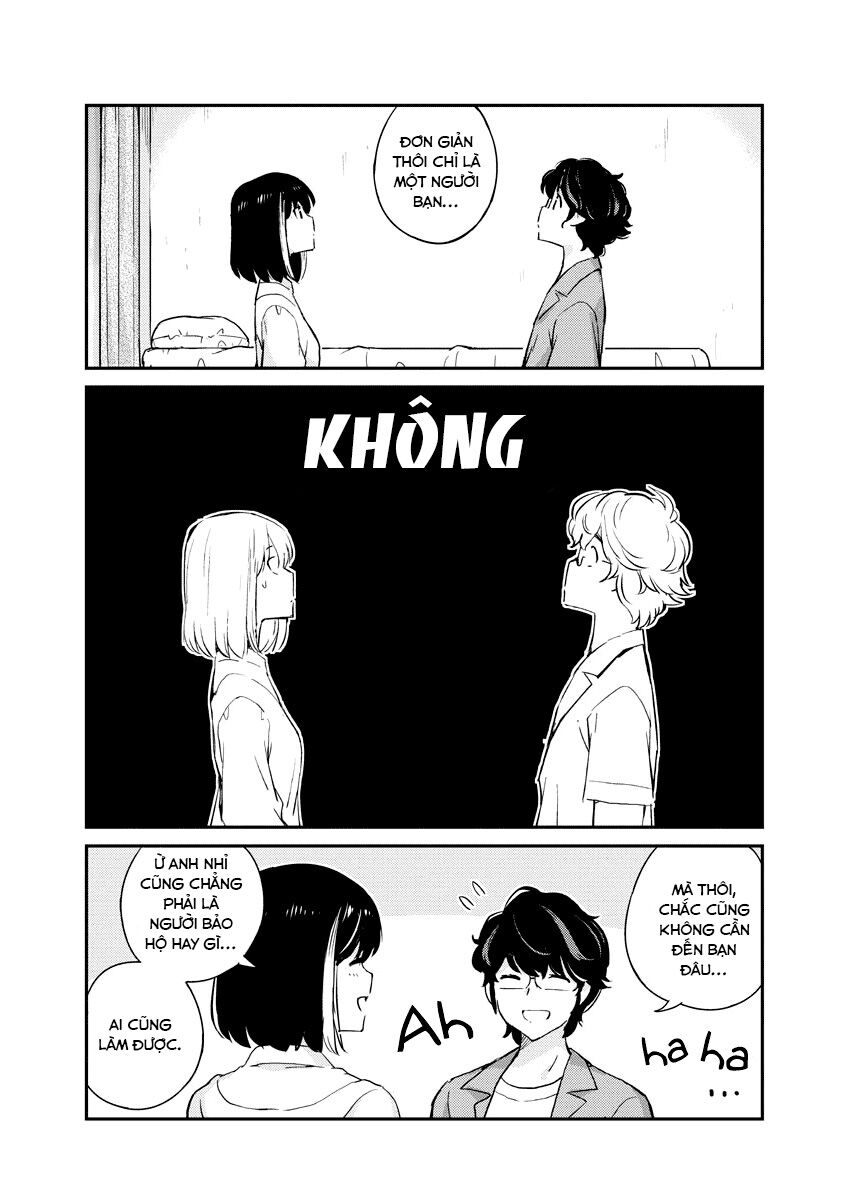 ĐƠN GIẢN
THÔI CHỈ LÀ
MỘT NGƯỜI
BẠN...
KHÔNG
MÀ THÔI,
CHẮC CŨNG
KHÔNG CẦN
ĐẾN BẠN
ĐÂU...
Ah
ha ha
...
Ừ ANH NHỈ
CŨNG CHẲNG
PHẢI LÀ
NGƯỜI BẢO
HỘ HAY GÌ...
AI CŨNG
LÀM ĐƯỢC.